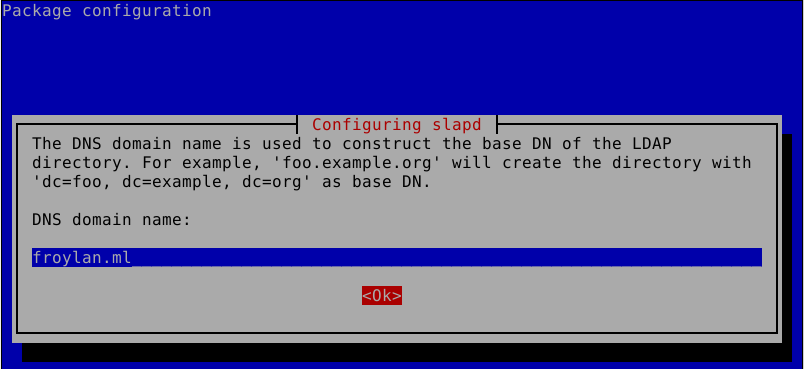 Package configuration
Configuring slapd
The DNS domain name is used to construct the base DN of the LDAP
directory. For example, 'foo.example.org' will create the directory with
'dc=foo, dc=example, dc=org' as base DN.
DNS domain name:
froylan.ml
<Ok>